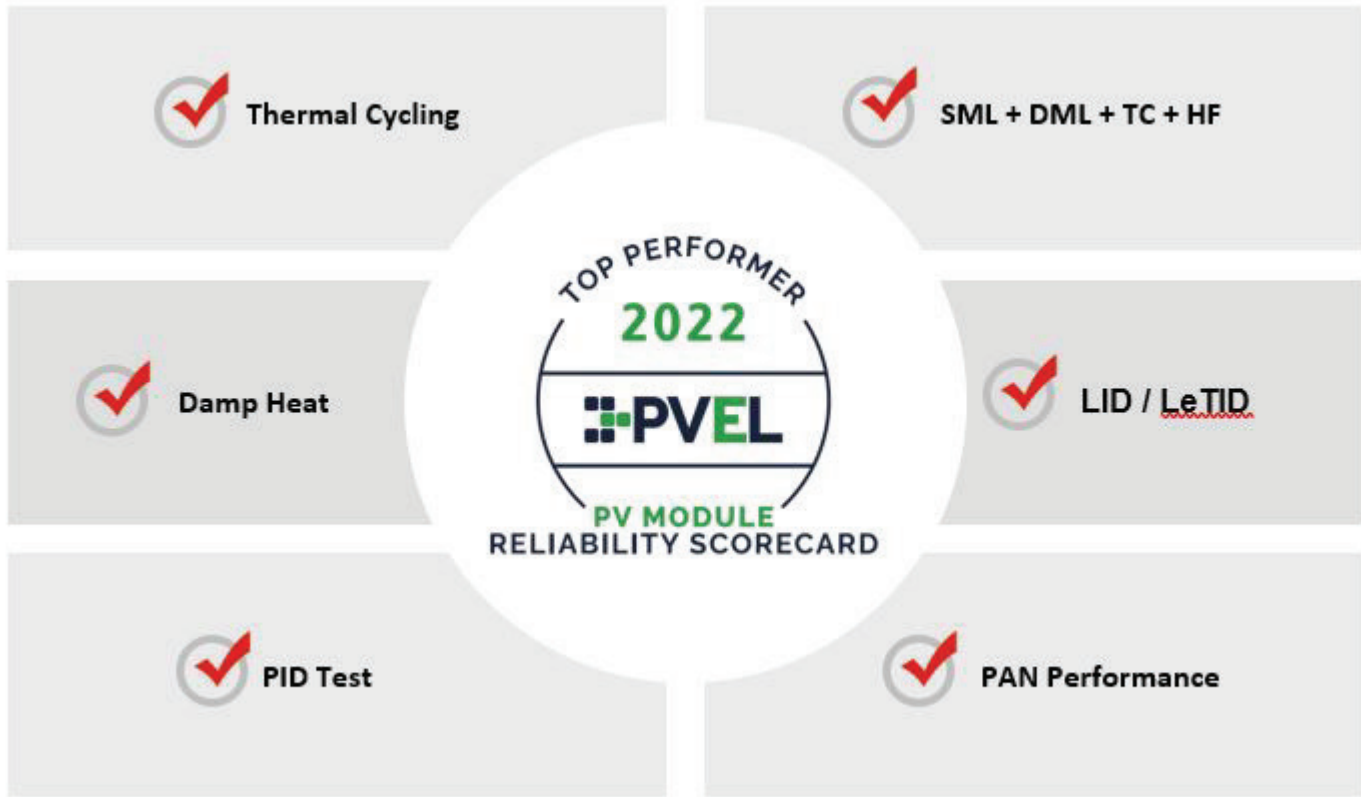 Thermal Cycling
SML + DML + TC + HF
TOP PERFORMER
2022
PVEL
PV MODULE
RELIABILITY SCORECARD
Damp Heat
LID / LeTID
PID Test
PAN Performance